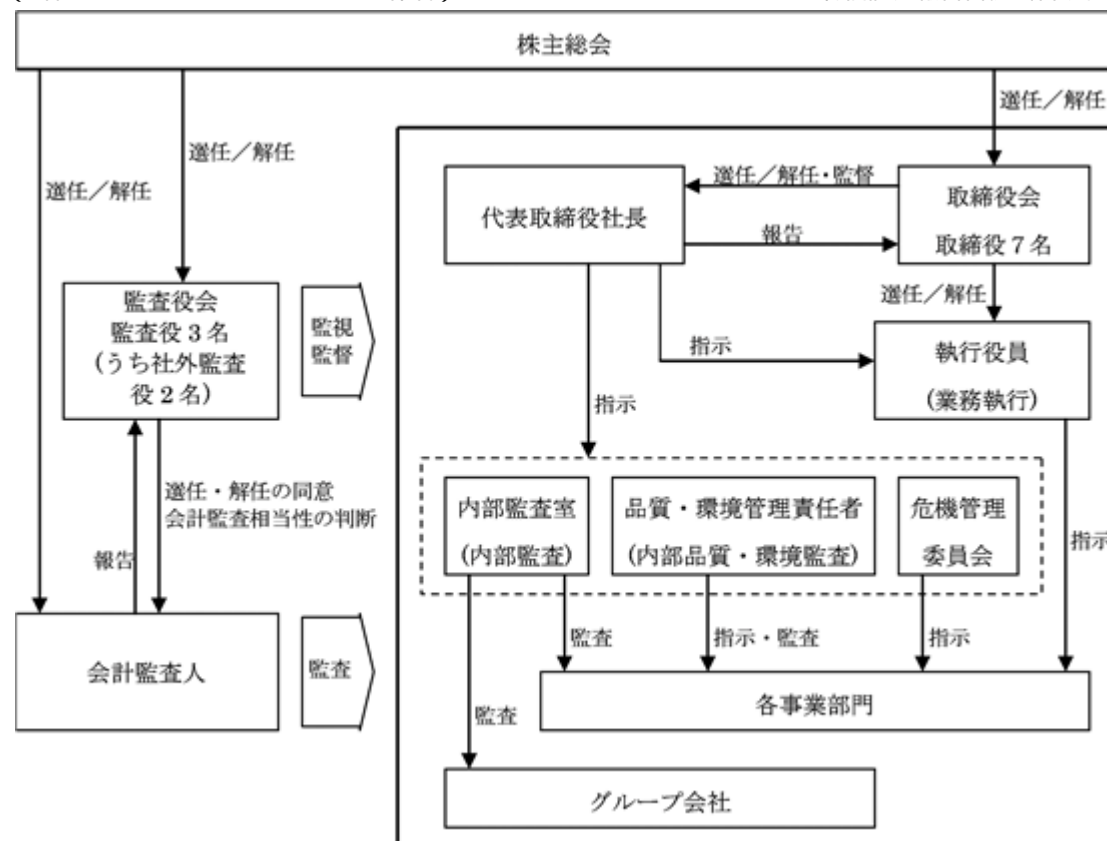 株主総会
選任／解任
選任／解任
選任／解任
選任／解任・監督
代表取締役社長
報告
取締役会
取締役７名
選任／解任
監査役会
監査役３名
(うち社外監査
役２名)
監視
監督
指示
執行役員
(業務執行)
指示
選任・解任の同意
会計監査相当性の判断
報告
内部監査室
(内部監査)
品質・環境管理責任者
(内部品質・環境監査)
危機管理
委員会
指示
監査
指示・監査
指示
会計監査人
監査
各事業部門
監査
グループ会社